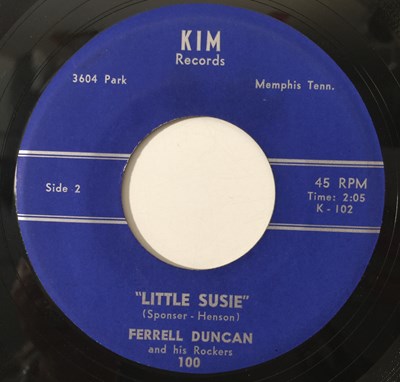 KIM
Records
3604 Park
Memphis Tenn.
Side 2
45 RPM
Time: 2:05
K - 102
"LITTLE SUSIE"
(Sponser - Henson)
FERRELL DUNCAN
and his Rockers
100